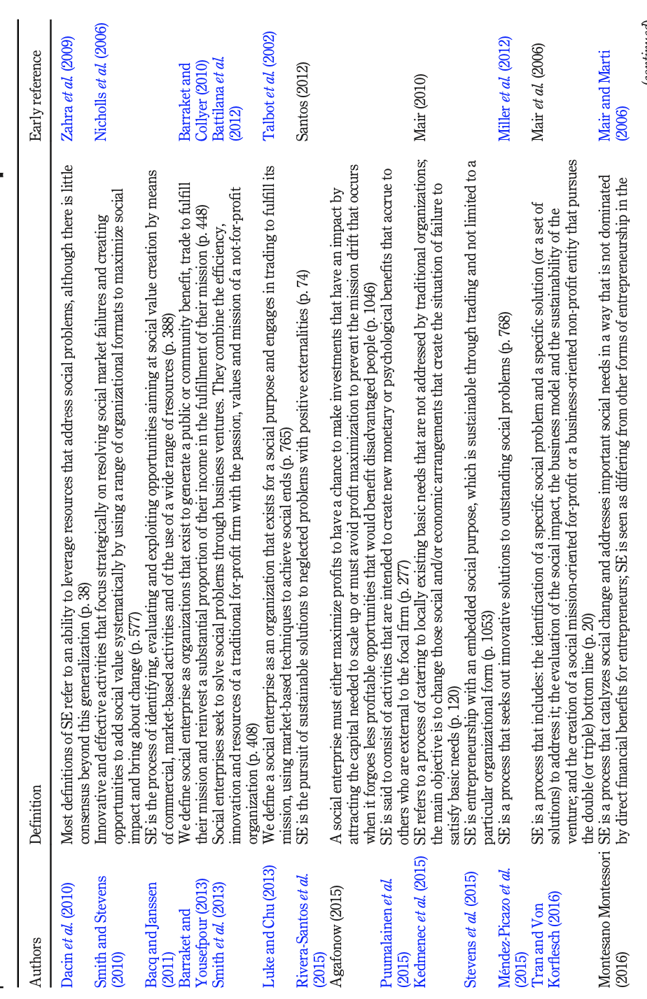 Authors Definition Early reference
Dacin et al. (2010) Most definitions of SE refer to an ability to leverage resources that address social problems, although there is little Zahra et al. (2009)
consensus beyond this generalization (p. 38)
Smith and Stevens Innovative and effective activities that focus strategically on resolving social market failures and creating Nicholls et al. (2006)
(2010) opportunities to add social value systematically by using a range of organizational formats to maximize social
impact and bring about change (p. 577)
Bacq and Janssen SE is the process of identifying, evaluating and exploiting opportunities aiming at social value creation by means
(2011) of commercial, market-based activities and of the use of a wide range of resources (p. 388)
Barraket and We define social enterprise as organizations that exist to generate a public or community benefit, trade to fulfill Barraket and
Yousefpour (2013) their mission and reinvest a substantial proportion of their income in the fulfillment of their mission (p. 448) Collyer (2010)
Smith et al. (2013) Social enterprises seek to solve social problems through business ventures. They combine the efficiency, Battilana et al.
innovation and resources of a traditional for-profit firm with the passion, values and mission of a not-for-profit (2012)
organization (p. 408)
Luke and Chu (2013) We define a social enterprise as an organization that exists for a social purpose and engages in trading to fulfill its Talbot et al. (2002)
mission, using market-based techniques to achieve social ends (p. 765)
Rivera-Santos et al. SE is the pursuit of sustainable solutions to neglected problems with positive externalities (p. 74) Santos (2012)
(2015)
Agafonow (2015) A social enterprise must either maximize profits to have a chance to make investments that have an impact by
attracting the capital needed to scale up or must avoid profit maximization to prevent the mission drift that occurs
when it forgoes less profitable opportunities that would benefit disadvantaged people (p. 1046)
Puumalainen et al. SE is said to consist of activities that are intended to create new monetary or psychological benefits that accrue to
(2015) others who are external to the focal firm (p. 277)
Kedmenec et al. (2015) SE refers to a process of catering to locally existing basic needs that are not addressed by traditional organizations; Mair (2010)
the main objective is to change those social and/or economic arrangements that create the situation of failure to
satisfy basic needs (p. 120)
Stevens et al. (2015) SE is entrepreneurship with an embedded social purpose, which is sustainable through trading and not limited to a
particular organizational form (p. 1053)
Méndez-Picazo et al. SE is a process that seeks out innovative solutions to outstanding social problems (p. 768) Miller et al. (2012)
(2015)
Tran and Von SE is a process that includes: the identification of a specific social problem and a specific solution (or a set of Mair et al. (2006)
Korflesch (2016) solutions) to address it; the evaluation of the social impact, the business model and the sustainability of the
venture; and the creation of a social mission-oriented for-profit or a business-oriented non-profit entity that pursues
the double (or triple) bottom line (p. 20)
Montesano Montessori SE is a process that catalyzes social change and addresses important social needs in a way that is not dominated Mair and Marti
(2016) by direct financial benefits for entrepreneurs; SE is seen as differing from other forms of entrepreneurship in the (2006)
(continued)